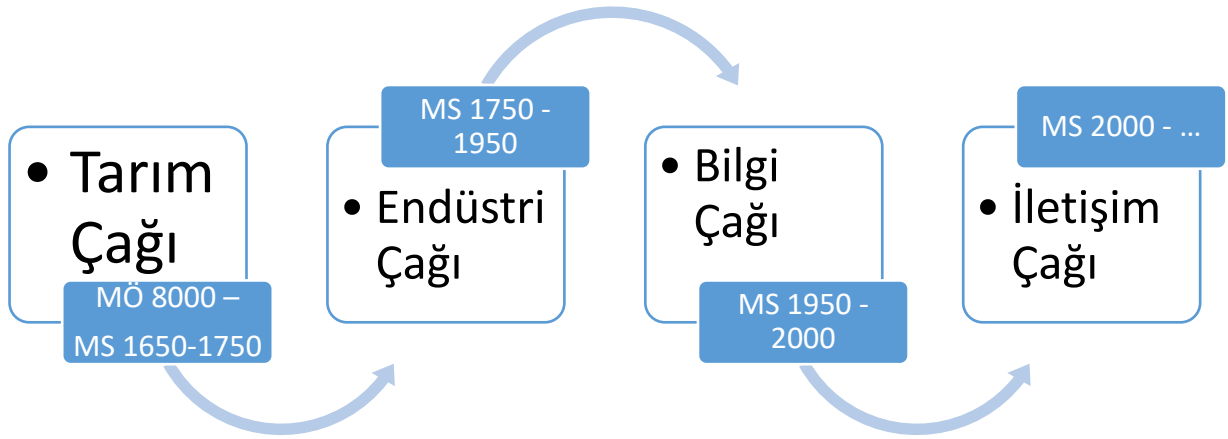 • Tarım
Çağı
MÖ 8000 –
MS 1650-1750
MS 1750 -
1950
• Endüstri
Çağı
• Bilgi
Çağı
MS 1950 -
2000
MS 2000 - …
• İletişim
Çağı